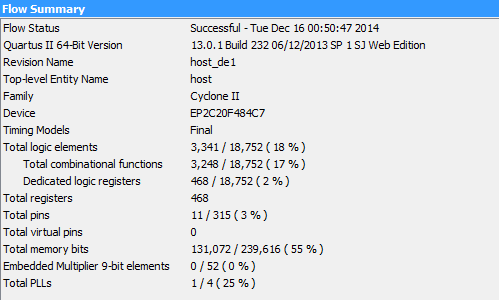 Flow Summary
Flow Status Successful - Tue Dec 16 00:50:47 2014
Quartus II 64-Bit Version 13.0.1 Build 232 06/12/2013 SP 1 SJ Web Edition
Revision Name host_de1
Top-level Entity Name host
Family Cyclone II
Device EP2C20F484C7
Timing Models Final
Total logic elements 3,341 / 18,752 ( 18 % )
Total combinational functions 3,248 / 18,752 ( 17 % )
Dedicated logic registers 468 / 18,752 ( 2 % )
Total registers 468
Total pins 11 / 315 ( 3 % )
Total virtual pins 0
Total memory bits 131,072 / 239,616 ( 55 % )
Embedded Multiplier 9-bit elements 0 / 52 ( 0 % )
Total PLLs 1 / 4 ( 25 % )